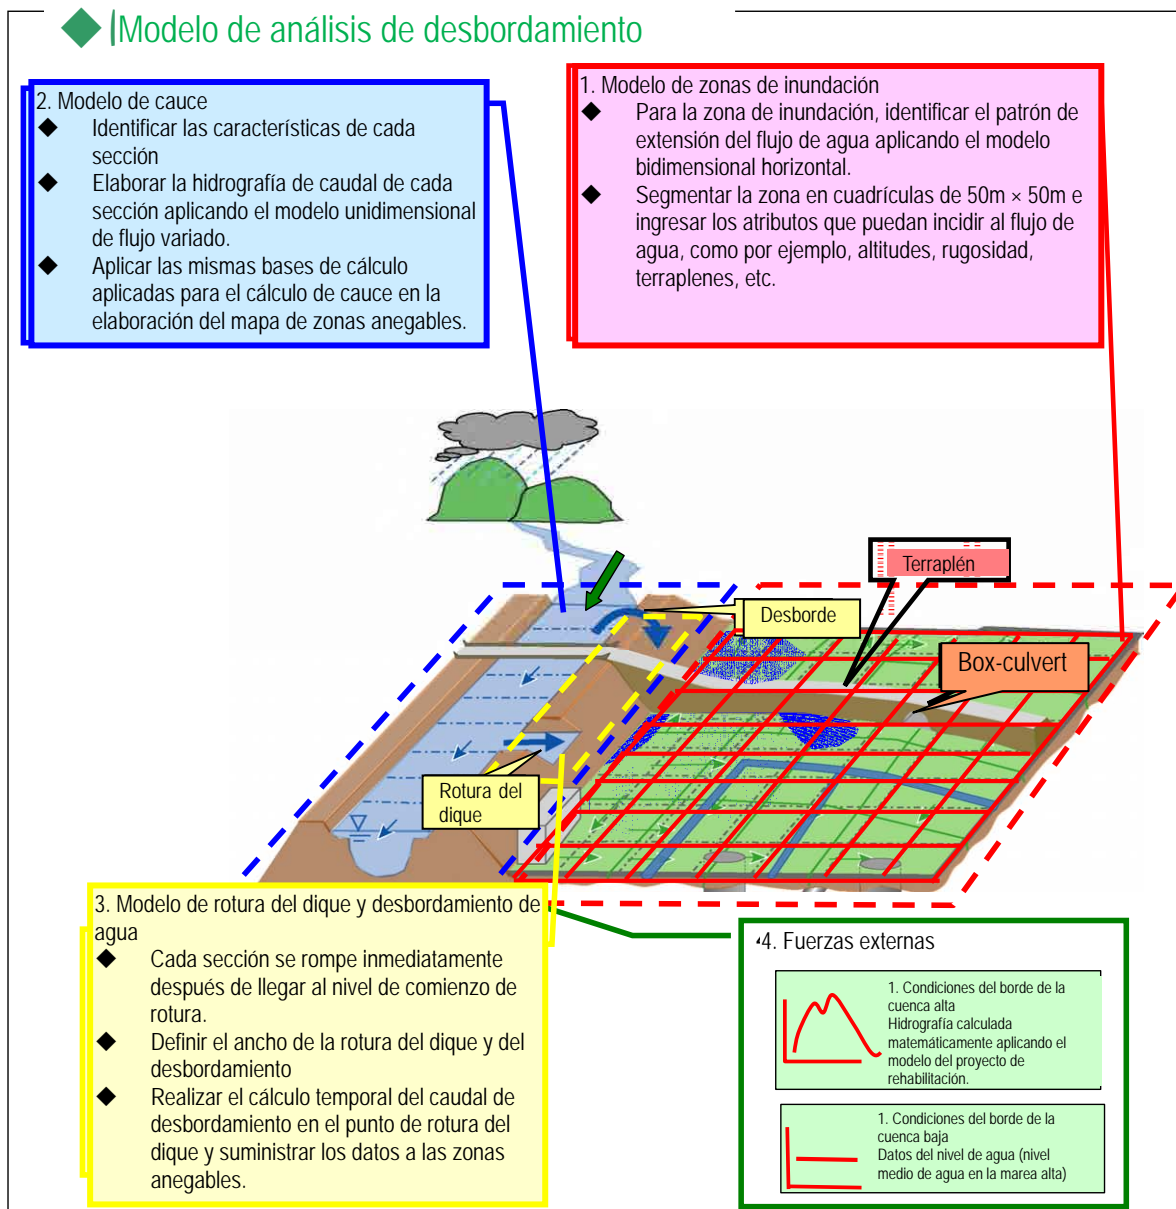 Modelo de análisis de desbordamiento
2. Modelo de cauce
◆ Identificar las características de cada
sección
◆ Elaborar la hidrografía de caudal de cada
sección aplicando el modelo unidimensional
de flujo variado.
◆ Aplicar las mismas bases de cálculo
aplicadas para el cálculo de cauce en la
elaboración del mapa de zonas anegables.
1. Modelo de zonas de inundación
◆ Para la zona de inundación, identificar el patrón de
extensión del flujo de agua aplicando el modelo
bidimensional horizontal.
◆ Segmentar la zona en cuadrículas de 50m × 50m e
ingresar los atributos que puedan incidir al flujo de
agua, como por ejemplo, altitudes, rugosidad,
terraplenes, etc.
Terraplén
Desborde
Box-culvert
Rotura del
dique
3. Modelo de rotura del dique y desbordamiento de
agua
◆ Cada sección se rompe inmediatamente
después de llegar al nivel de comienzo de
rotura.
◆ Definir el ancho de la rotura del dique y del
desbordamiento
◆ Realizar el cálculo temporal del caudal de
desbordamiento en el punto de rotura del
dique y suministrar los datos a las zonas
anegables.
4. Fuerzas externas
1. Condiciones del borde de la
cuenca alta
Hidrografía calculada
matemáticamente aplicando el
modelo del proyecto de
rehabilitación.
1. Condiciones del borde de la
cuenca baja
Datos del nivel de agua (nivel
medio de agua en la marea alta)